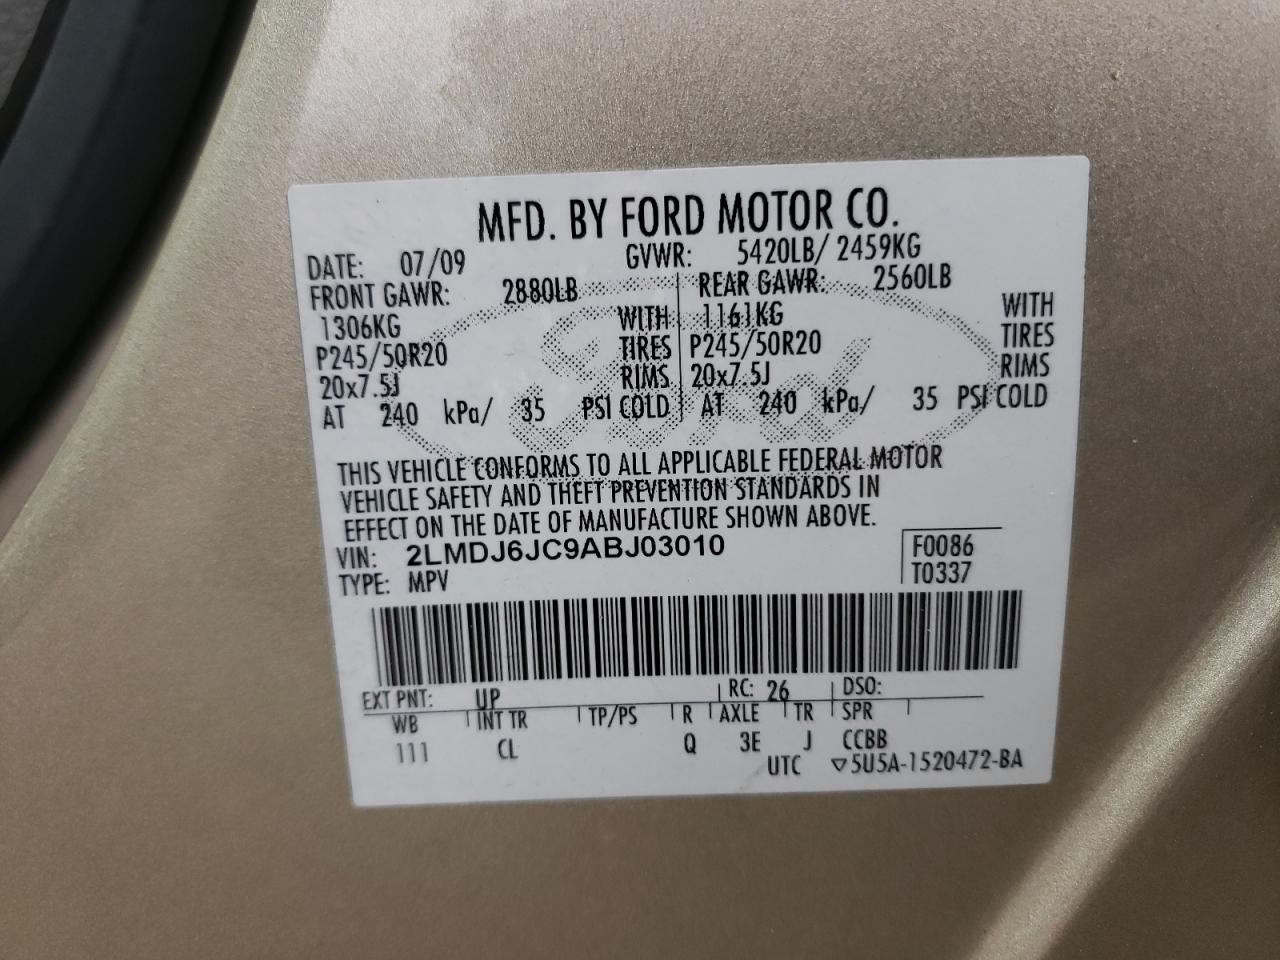 MFD. BY FORD MOTOR CO.
DATE: 07/09 GVWR: 5420LB/ 2459KG
FRONT GAWR: 2880LB REAR GAWR: 2560LB
1306KG WITH 1161KG WITH
P245/50R20 TIRES P245/50R20 TIRES
20x7.5J RIMS 20x7.5J RIMS
AT 240 kPa/ 35 PSI COLD AT 240 kPa/ 35 PSI COLD
Ford
THIS VEHICLE CONFORMS TO ALL APPLICABLE FEDERAL MOTOR
VEHICLE SAFETY AND THEFT PREVENTION STANDARDS IN
EFFECT ON THE DATE OF MANUFACTURE SHOWN ABOVE.
VIN: 2LMDJ6JC9ABJ03010 F0086
TYPE: MPV T0337
EXT PNT: UP RC: 26 DSO:
WB INT TR TP/PS R AXLE TR SPR
111 CL Q 3E J CCBB
UTC ▽5U5A-1520472-BA